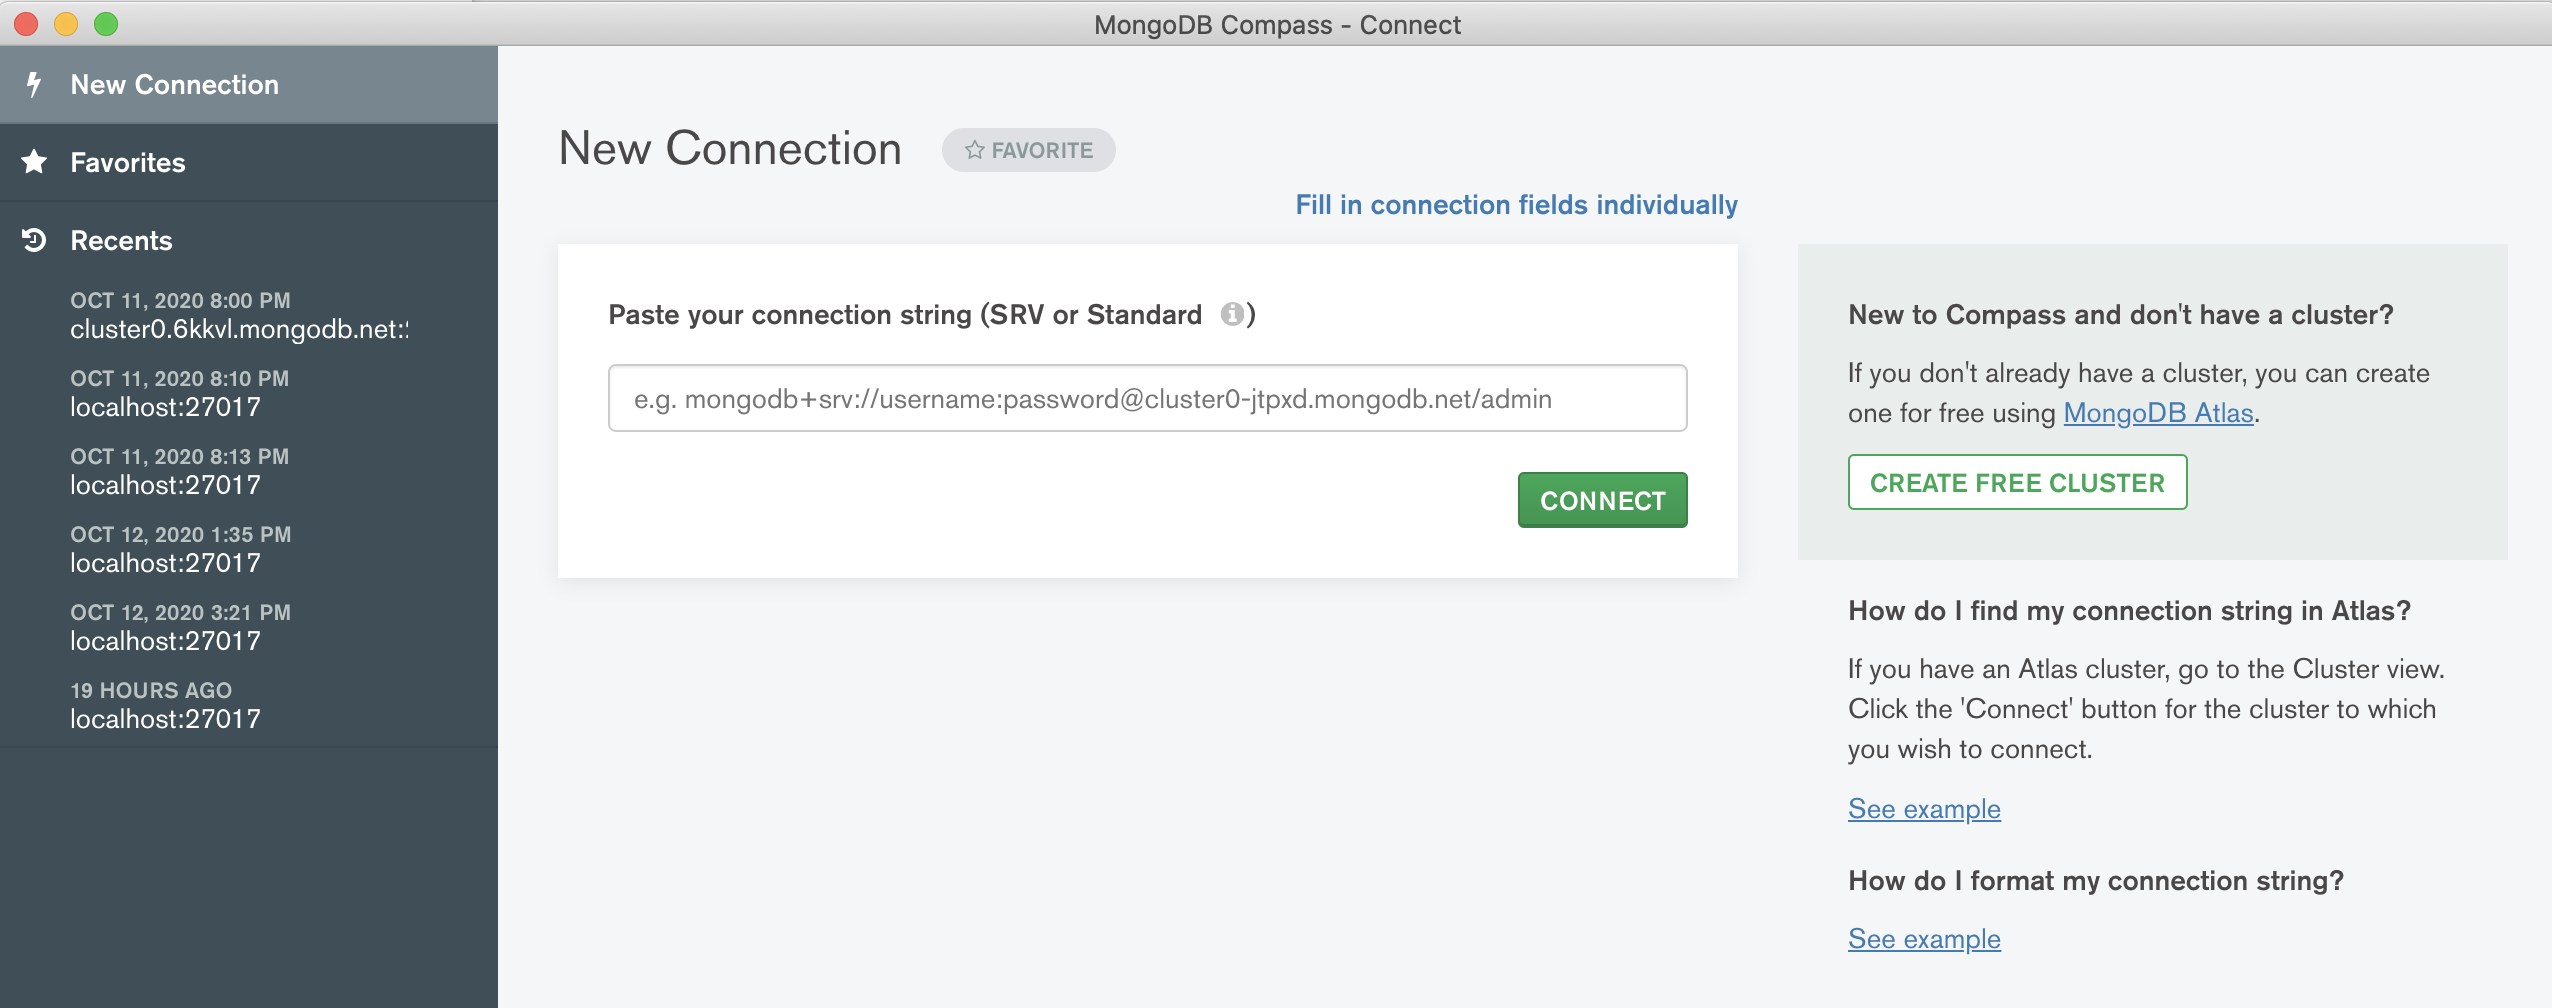 MongoDB Compass - Connect
New Connection
Favorites
Recents
OCT 11, 2020 8:00 PM
cluster0.6kkvl.mongodb.net:
OCT 11, 2020 8:10 PM
localhost:27017
OCT 11, 2020 8:13 PM
localhost:27017
OCT 12, 2020 1:35 PM
localhost:27017
OCT 12, 2020 3:21 PM
localhost:27017
19 HOURS AGO
localhost:27017
New Connection
FAVORITE
Fill in connection fields individually
Paste your connection string (SRV or Standard )
e.g. mongodb+srv://username:password@cluster0-jtpxd.mongodb.net/admin
CONNECT
New to Compass and don't have a cluster?
If you don't already have a cluster, you can create
one for free using MongoDB Atlas.
CREATE FREE CLUSTER
How do I find my connection string in Atlas?
If you have an Atlas cluster, go to the Cluster view.
Click the 'Connect' button for the cluster to which
you wish to connect.
See example
How do I format my connection string?
See example